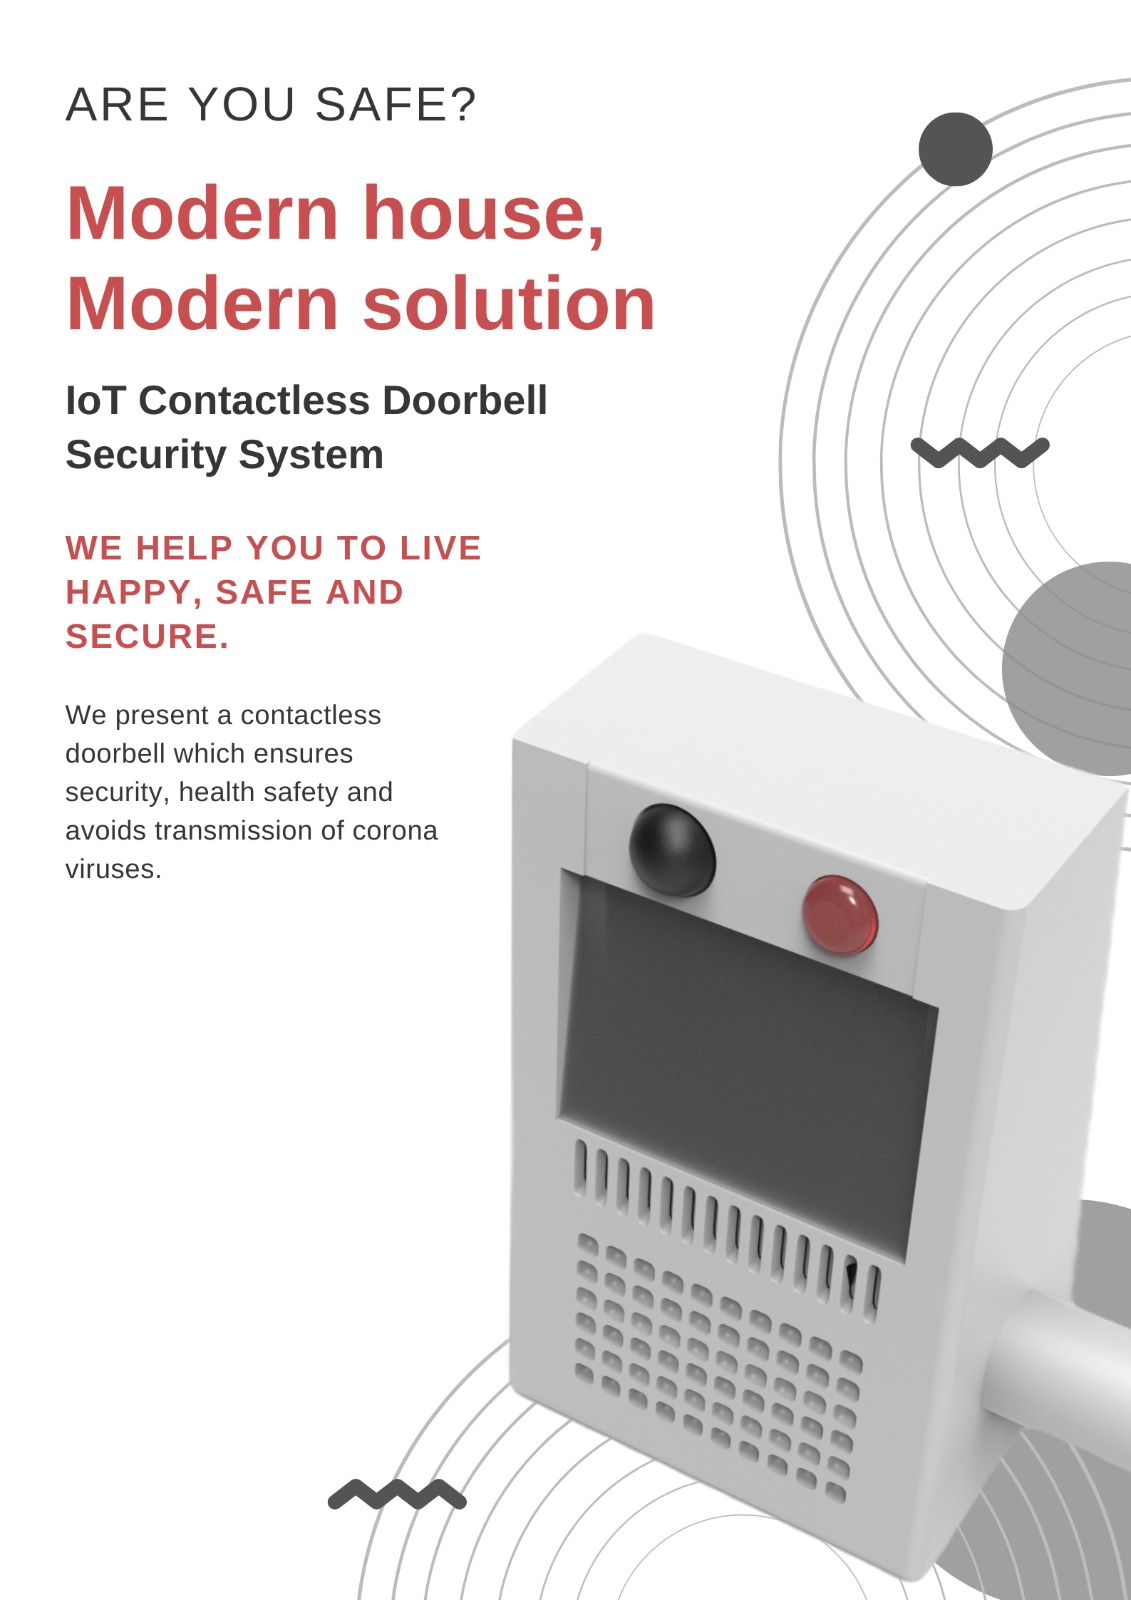 ARE YOU SAFE?
Modern house,
Modern solution
IoT Contactless Doorbell
Security System
WE HELP YOU TO LIVE
HAPPY, SAFE AND
SECURE.
We present a contactless
doorbell which ensures
security, health safety and
avoids transmission of corona
viruses.